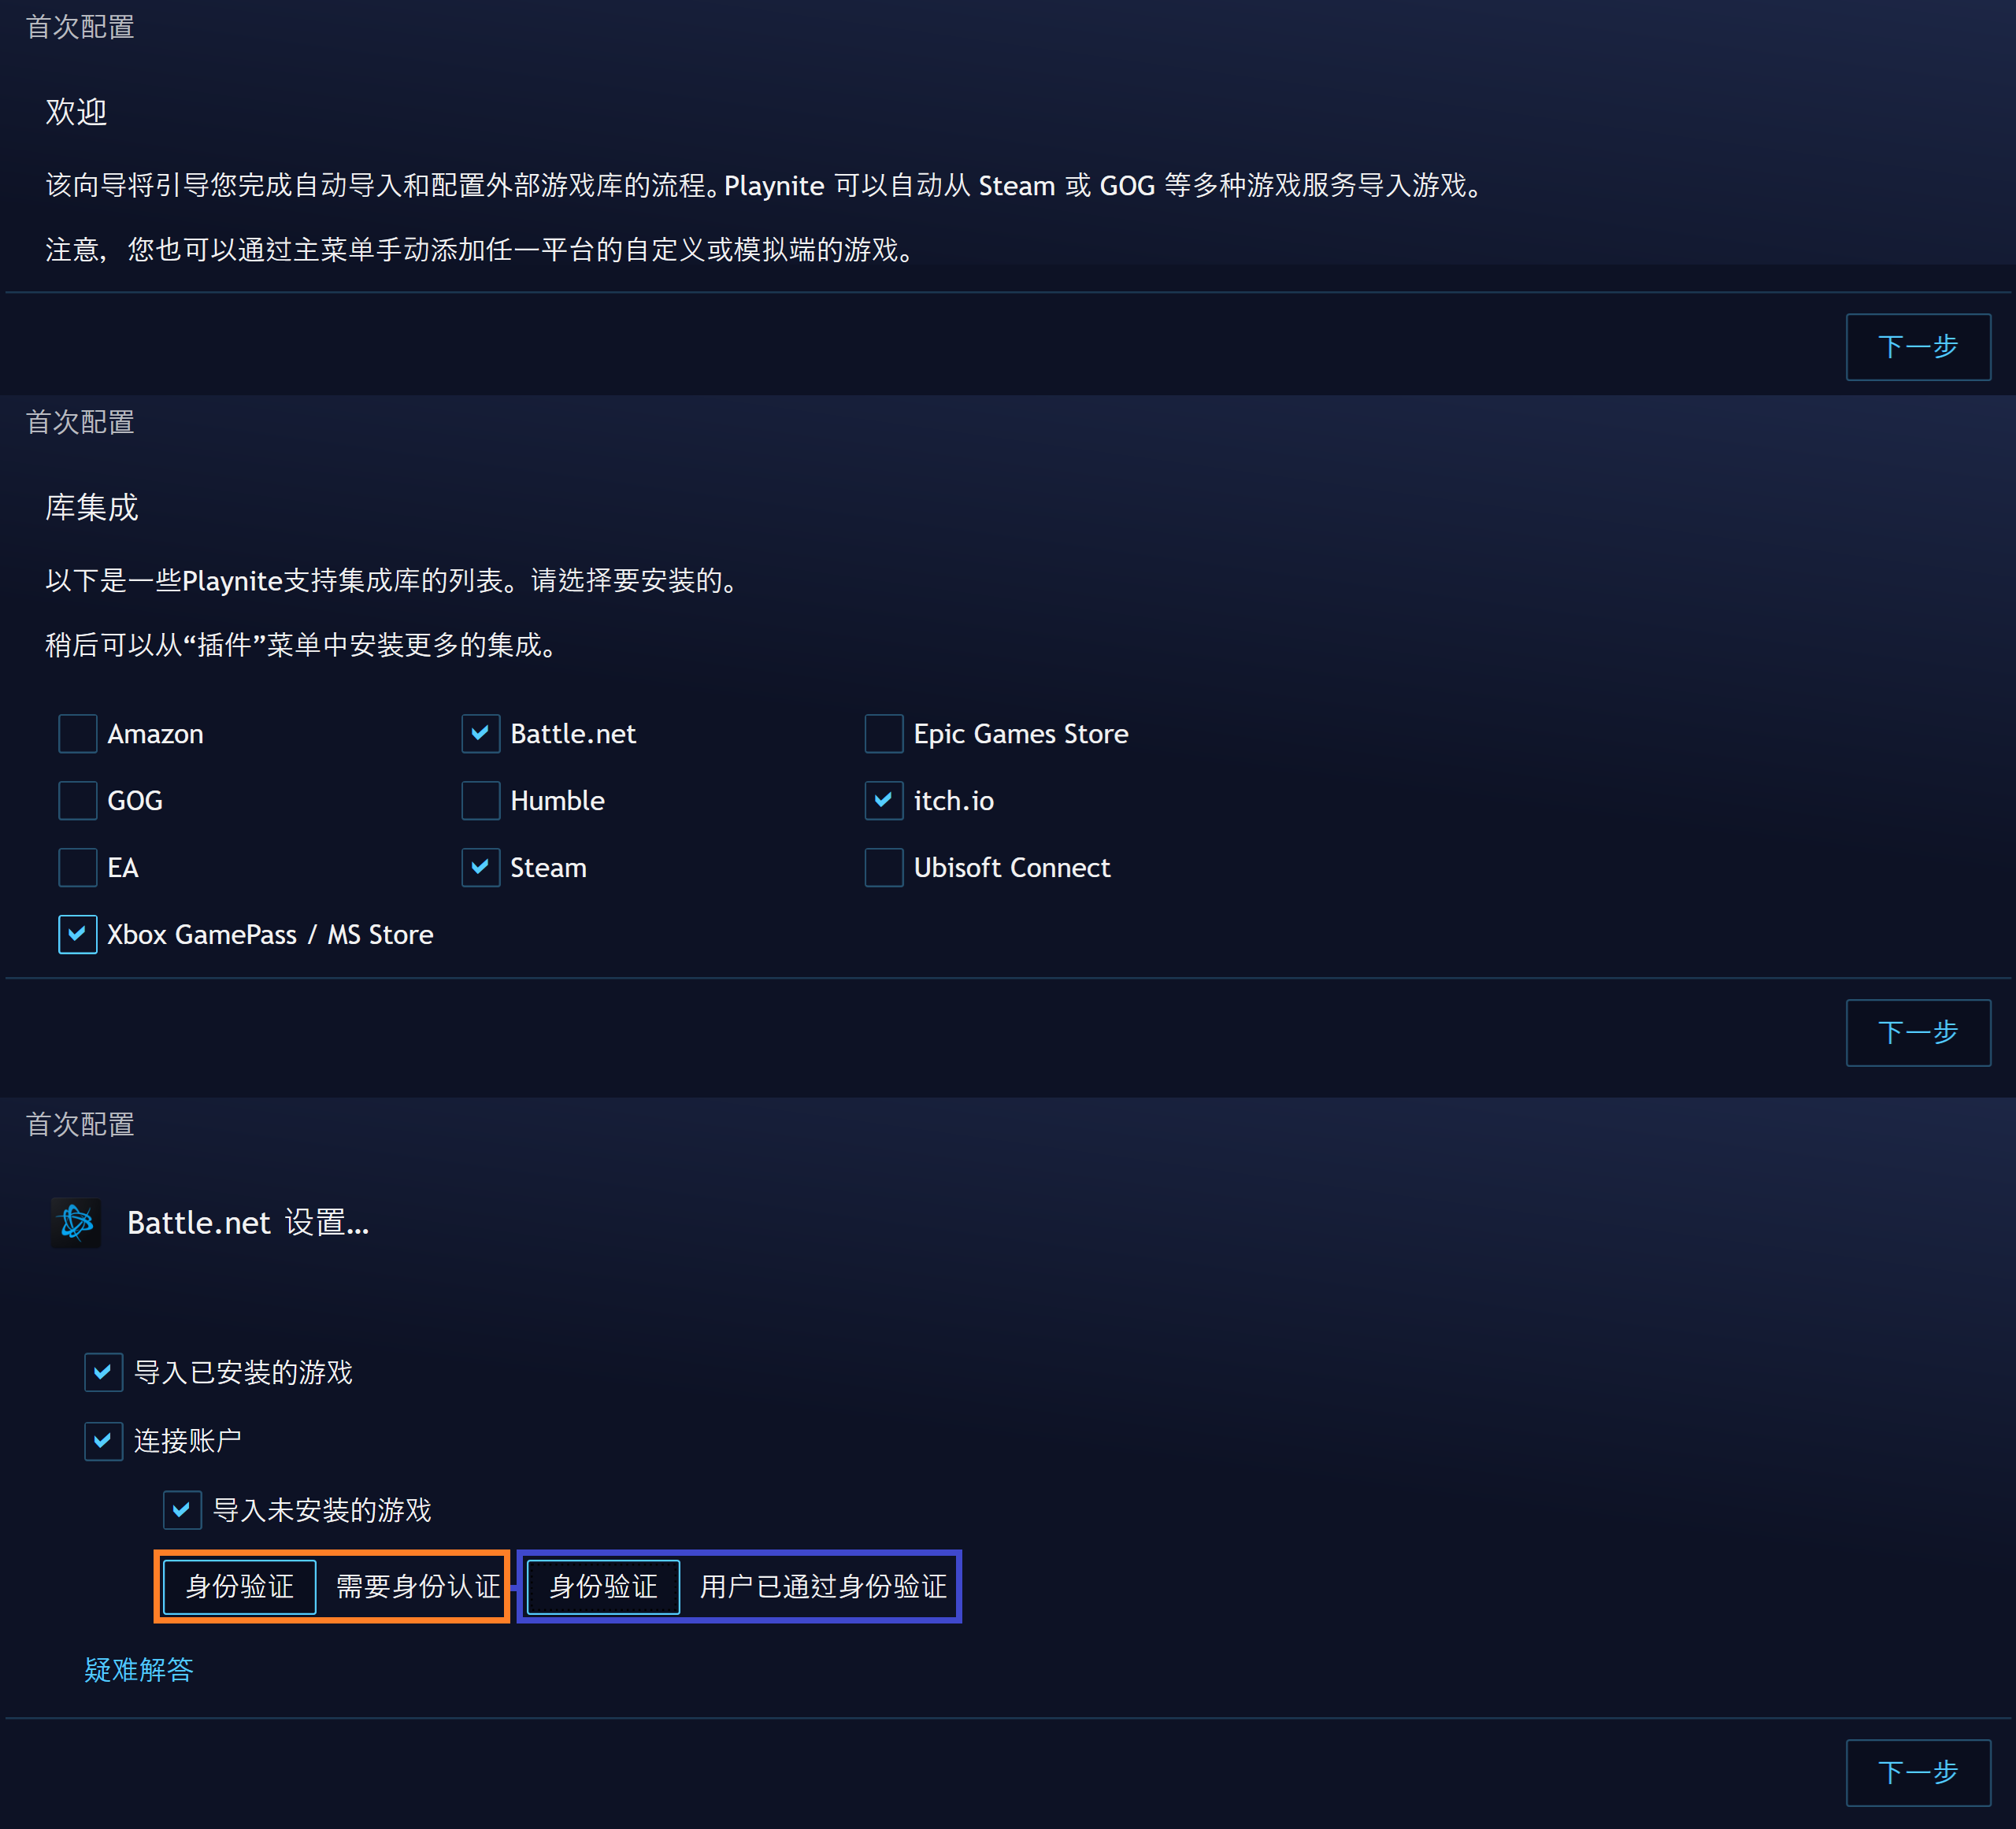 首次配置
欢迎
该向导将引导您完成自动导入和配置外部游戏库的流程。Playnite 可以自动从 Steam 或 GOG 等多种游戏服务导入游戏。
注意，您也可以通过主菜单手动添加任一平台的自定义或模拟端的游戏。
下一步
首次配置
库集成
以下是一些Playnite支持集成库的列表。请选择要安装的。
稍后可以从“插件”菜单中安装更多的集成。
Amazon Battle.net Epic Games Store
GOG Humble itch.io
EA Steam Ubisoft Connect
Xbox GamePass / MS Store
下一步
首次配置
Battle.net 设置...
导入已安装的游戏
连接账户
导入未安装的游戏
身份验证 需要身份认证 身份验证 用户已通过身份验证
疑难解答
下一步